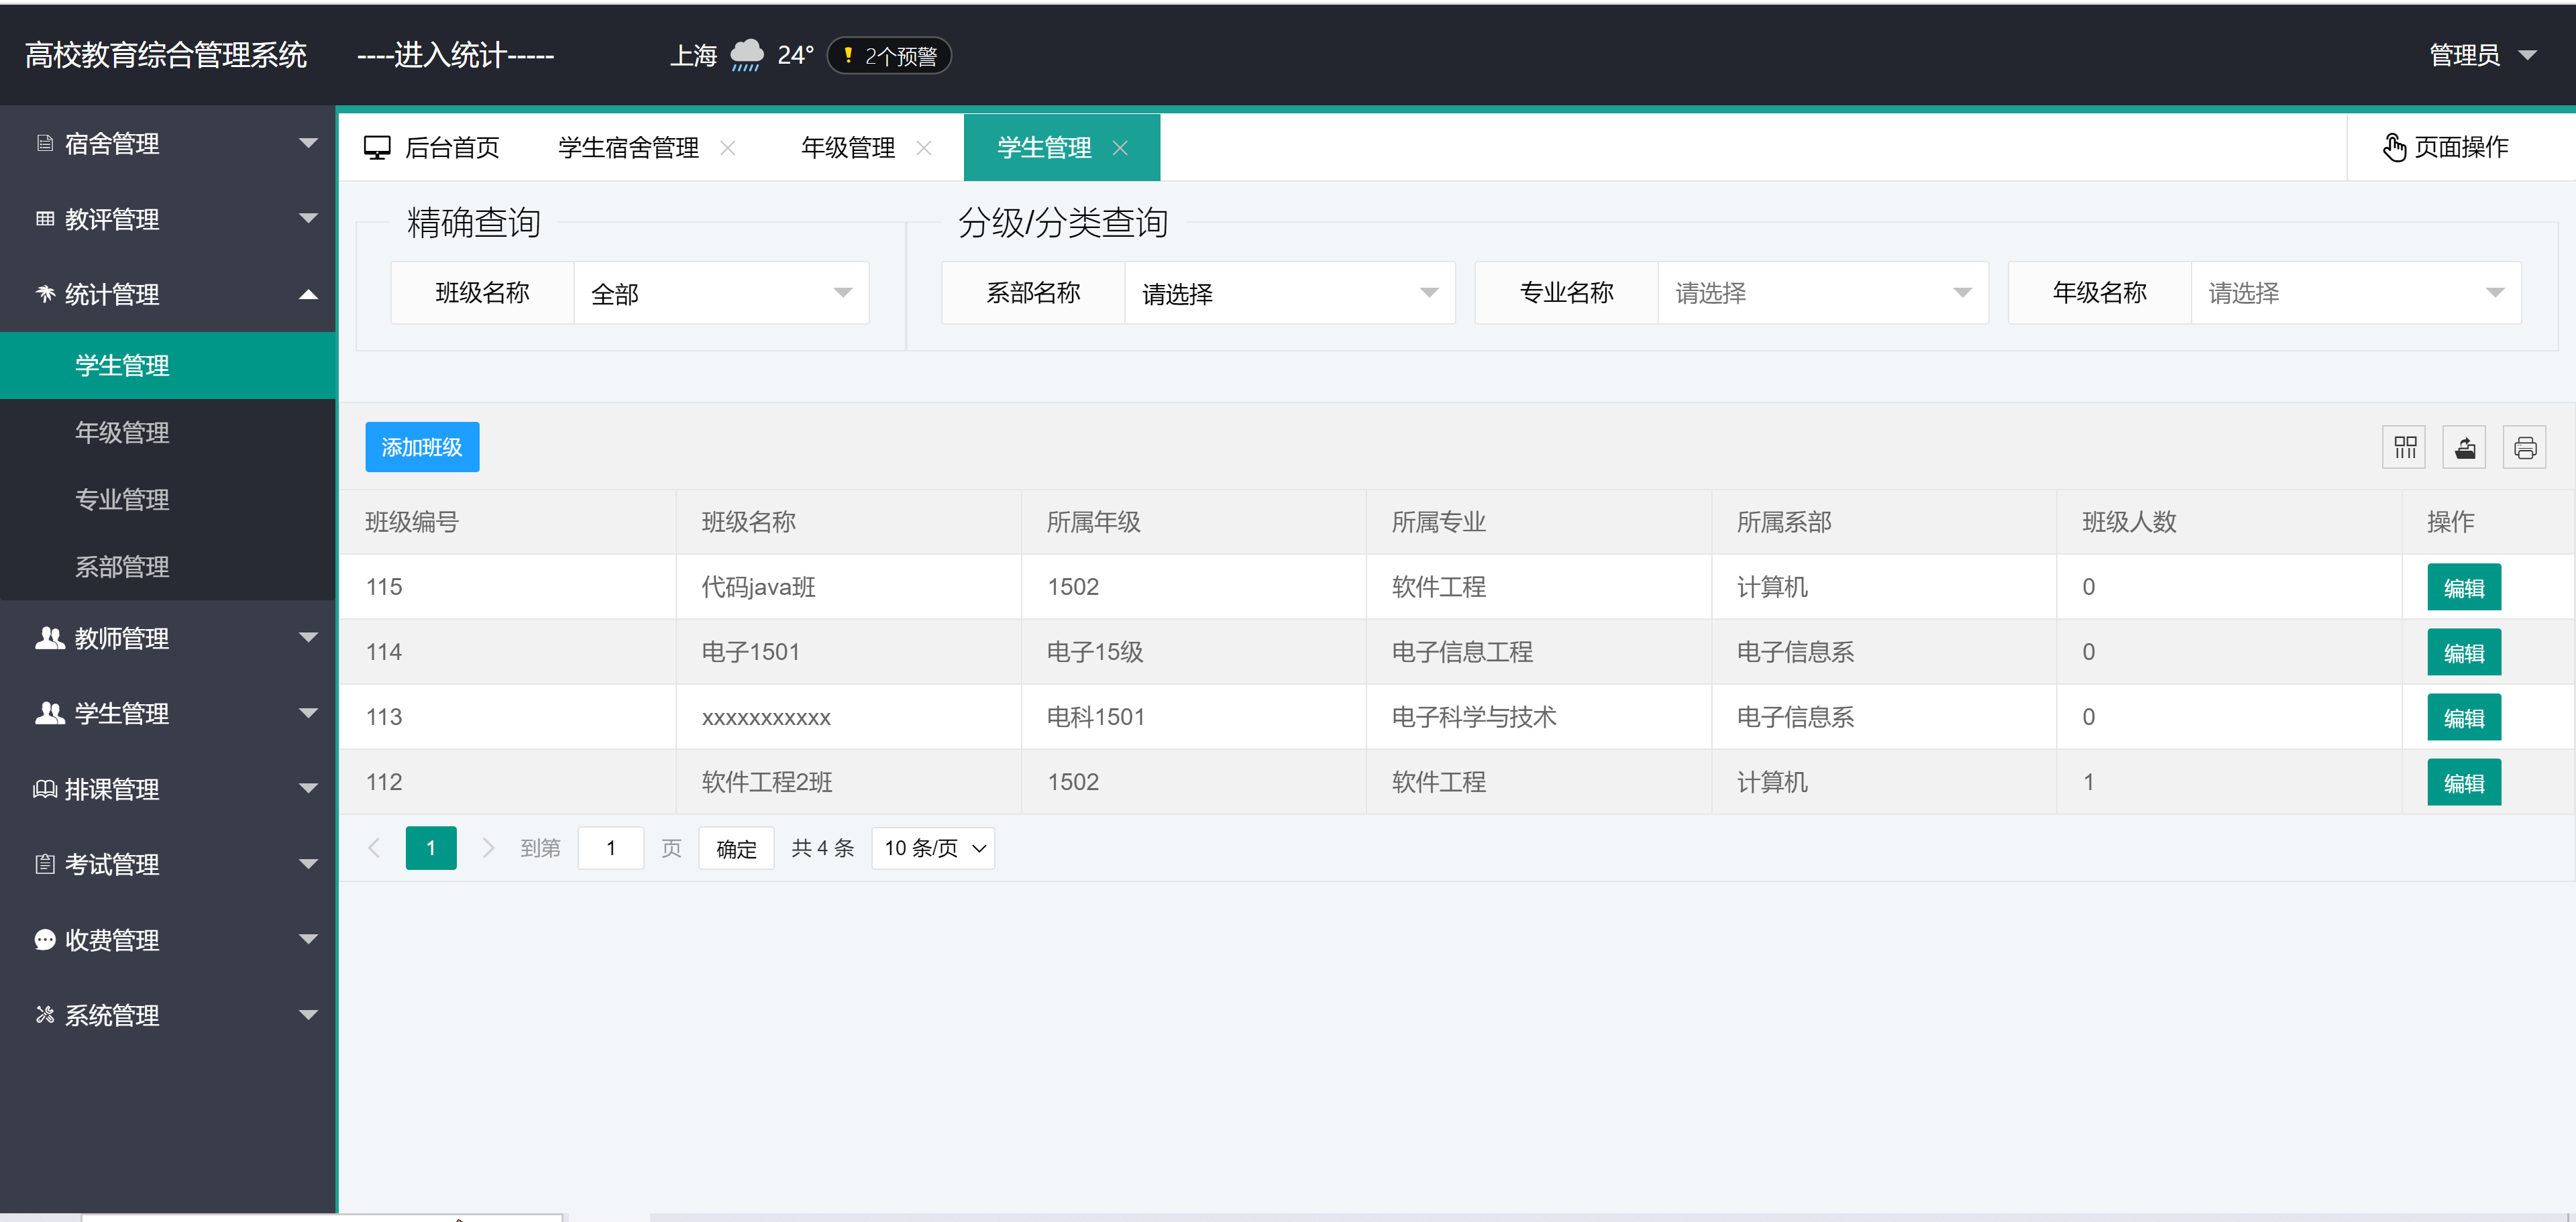 高校教育综合管理系统 ----进入统计----- 上海 24° 2个预警 管理员
宿舍管理
教评管理
统计管理
学生管理
年级管理
专业管理
系部管理
教师管理
学生管理
排课管理
考试管理
收费管理
系统管理
后台首页 学生宿舍管理 年级管理 学生管理 页面操作
精确查询 分级/分类查询
班级名称 全部 系部名称 请选择 专业名称 请选择 年级名称 请选择
添加班级
班级编号 班级名称 所属年级 所属专业 所属系部 班级人数 操作
115 代码java班 1502 软件工程 计算机 0 编辑
114 电子1501 电子15级 电子信息工程 电子信息系 0 编辑
113 xxxxxxxxxxx 电科1501 电子科学与技术 电子信息系 0 编辑
112 软件工程2班 1502 软件工程 计算机 1 编辑
1 到第 1 页 确定 共 4 条 10 条/页